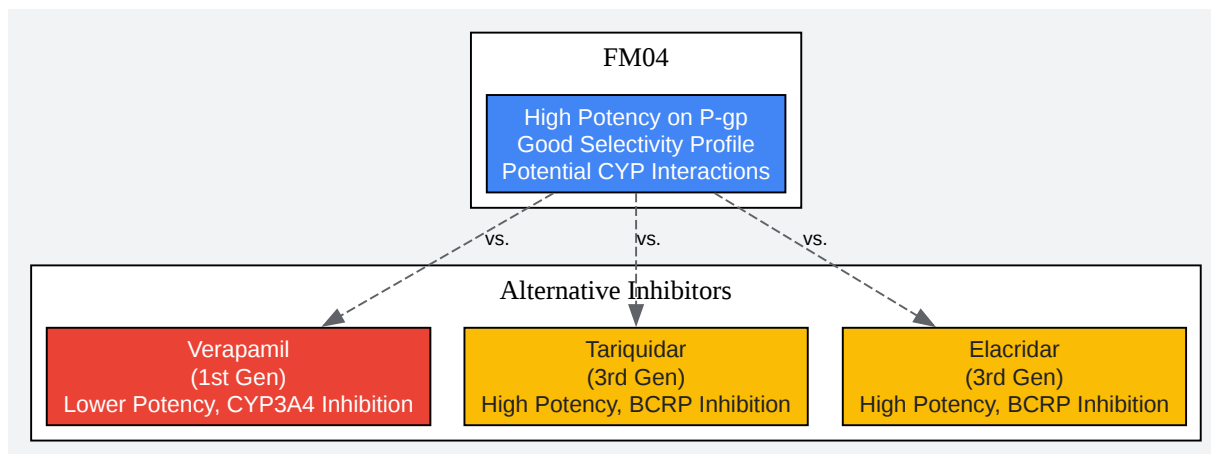 FM04
High Potency on P-gp
Good Selectivity Profile
Potential CYP Interactions
vs.
vs.
vs.
Alternative Inhibitors
Verapamil
(1st Gen)
Lower Potency, CYP3A4 Inhibition
Tariquidar
(3rd Gen)
High Potency, BCRP Inhibition
Elacridar
(3rd Gen)
High Potency, BCRP Inhibition